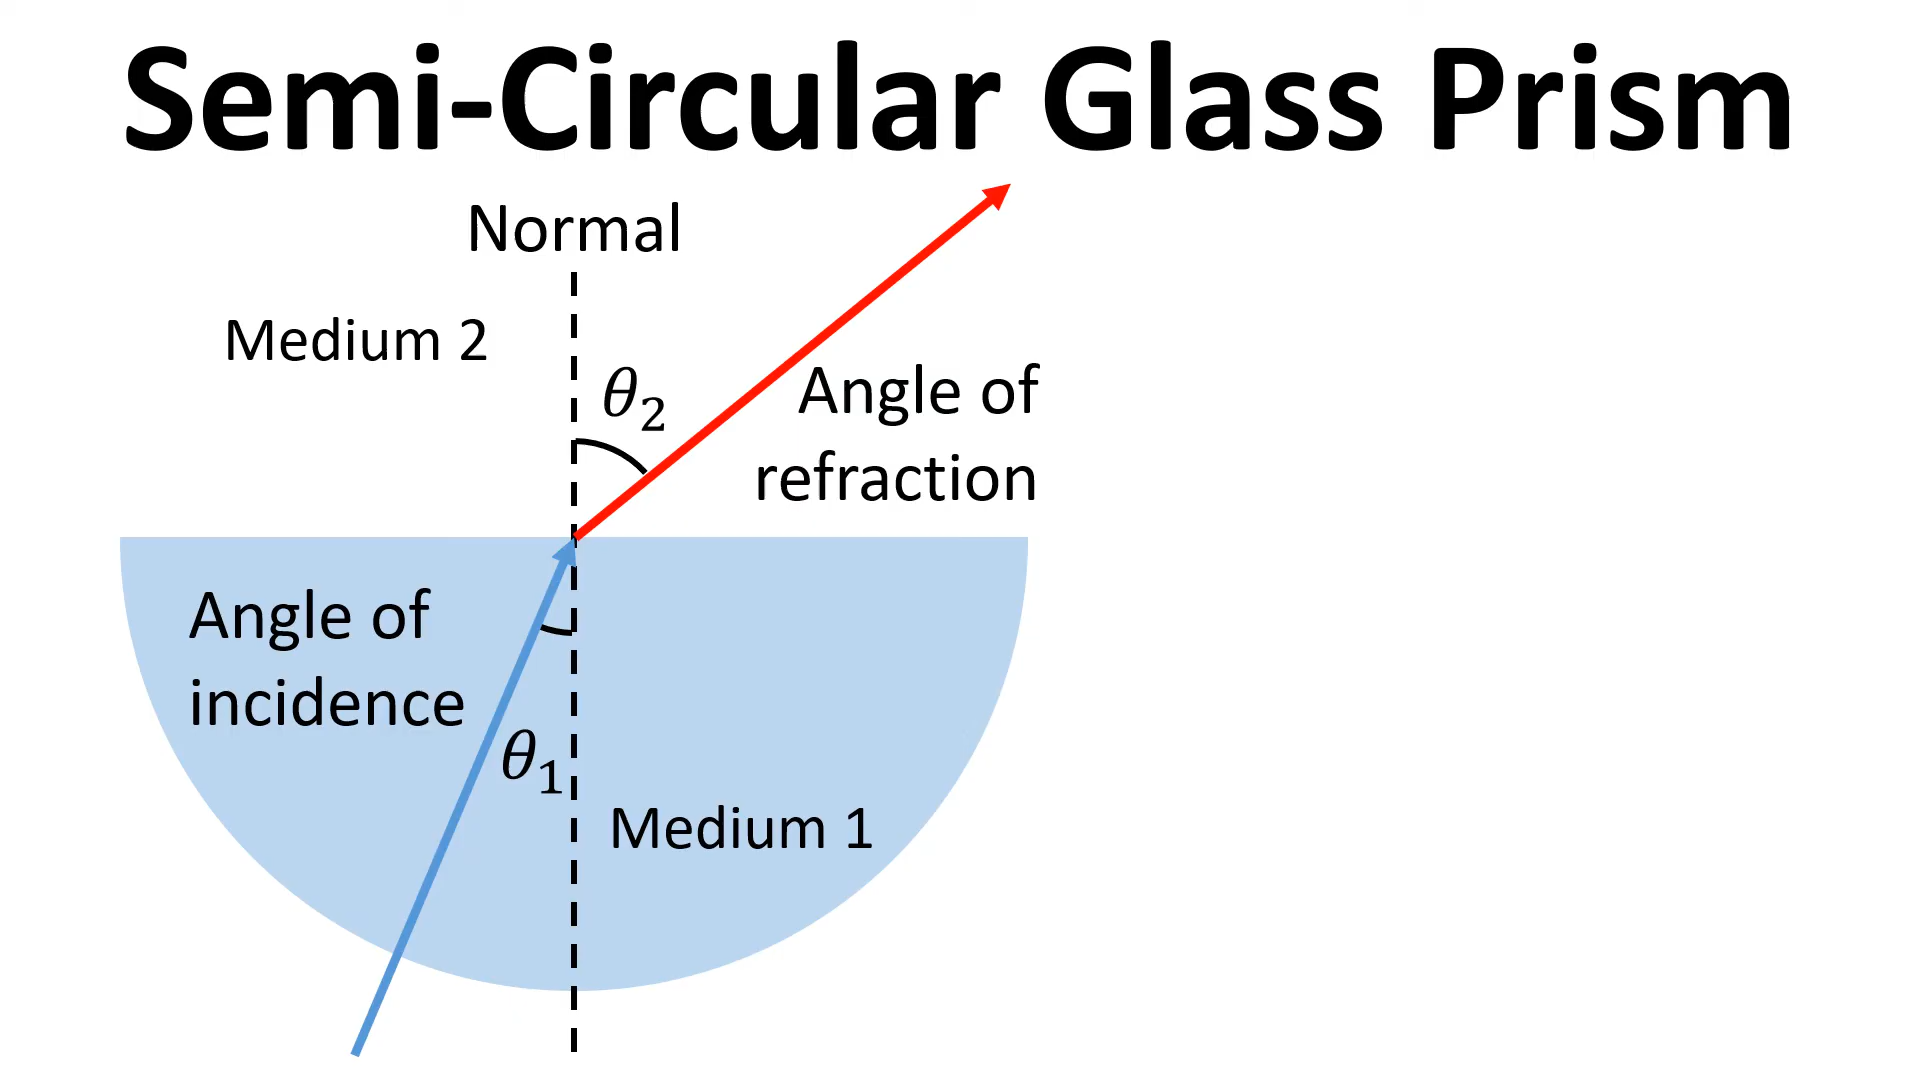 Semi-Circular Glass Prism
Normal
Medium 2
θ₂
Angle of
refraction
Angle of
incidence
θ₁
Medium 1